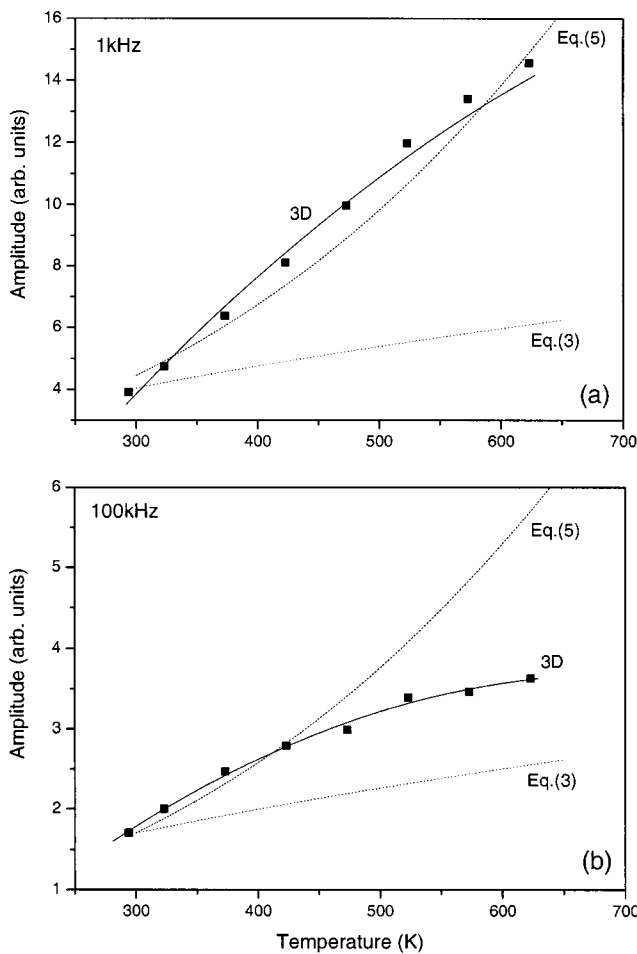 16
14
12
10
8
6
4
Amplitude (arb. units)
1kHz
Eq.(5)
3D
Eq.(3)
(a)
300
400
500
600
700
6
5
4
3
2
1
Amplitude (arb. units)
100kHz
Eq.(5)
3D
Eq.(3)
(b)
300
400
500
600
700
Temperature (K)